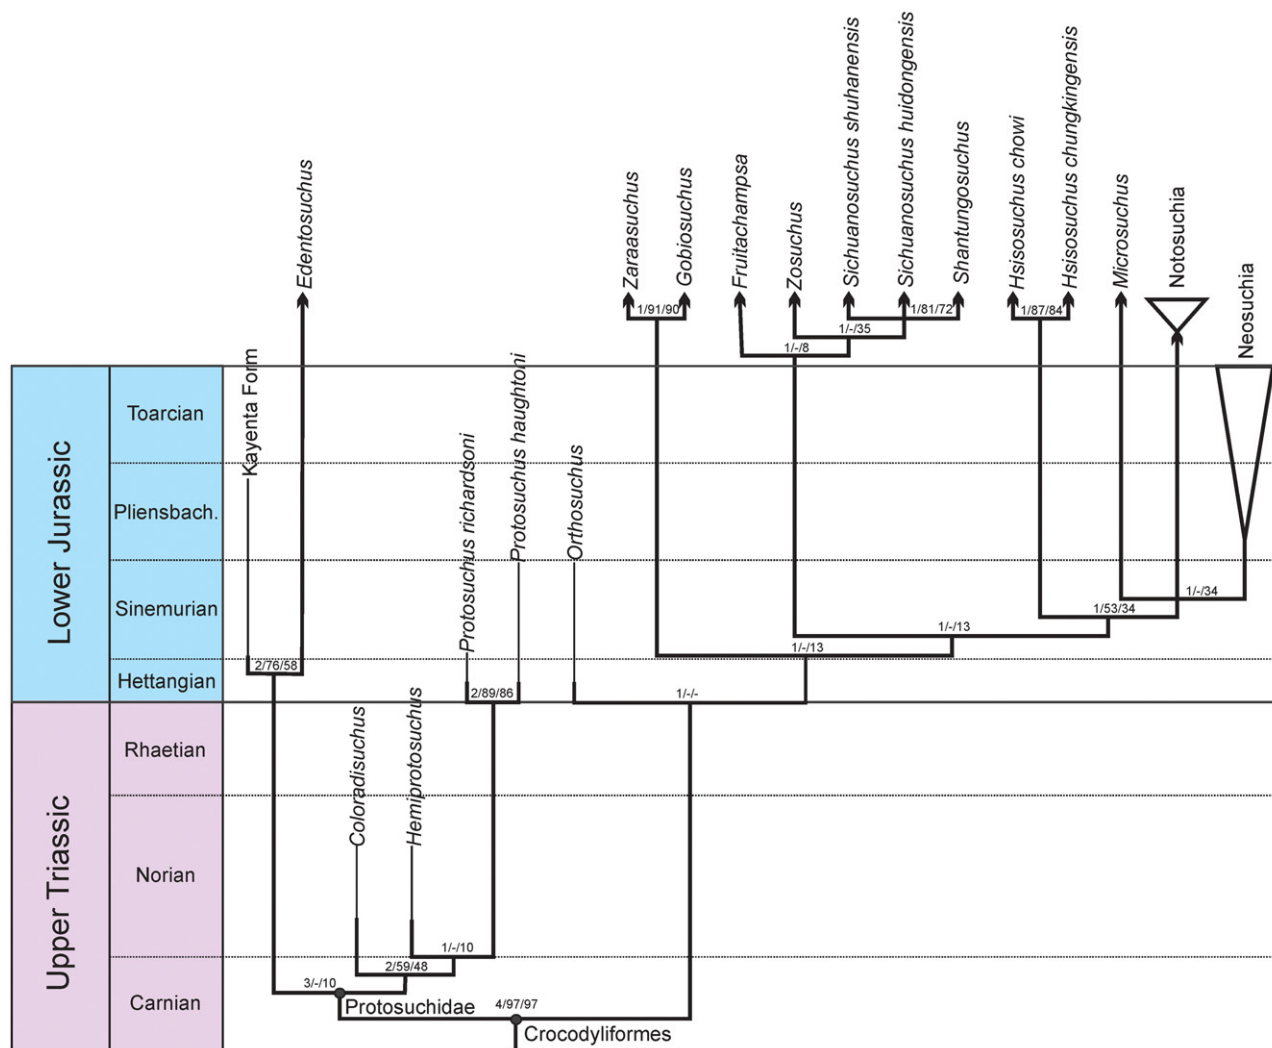 Edentosuchus
Zaraasuchus
Gobiosuchus
Fruitachampsa
Zosuchus
Sichuanosuchus shuhanensis
Sichuanosuchus huidongensis
Shantungosuchus
Hsisosuchus chowi
Hsisosuchus chungkingensis
Microsuchus
Notosuchia
Neosuchia
1/91/90
1/81/72
1/87/84
1/-/35
1/-/8
Lower Jurassic
Toarcian
Kayenta Form
Pliensbach.
Protosuchus richardsoni
Protosuchus haughtoni
Orthosuchus
Sinemurian
1/-/34
1/53/34
1/-/13
1/-/13
Hettangian
2/76/58
2/89/86
1/-/-
Upper Triassic
Rhaetian
Coloradisuchus
Hemiprotosuchus
Norian
1/-/10
2/59/48
Carnian
3/-/10
Protosuchidae
4/97/97
Crocodyliformes